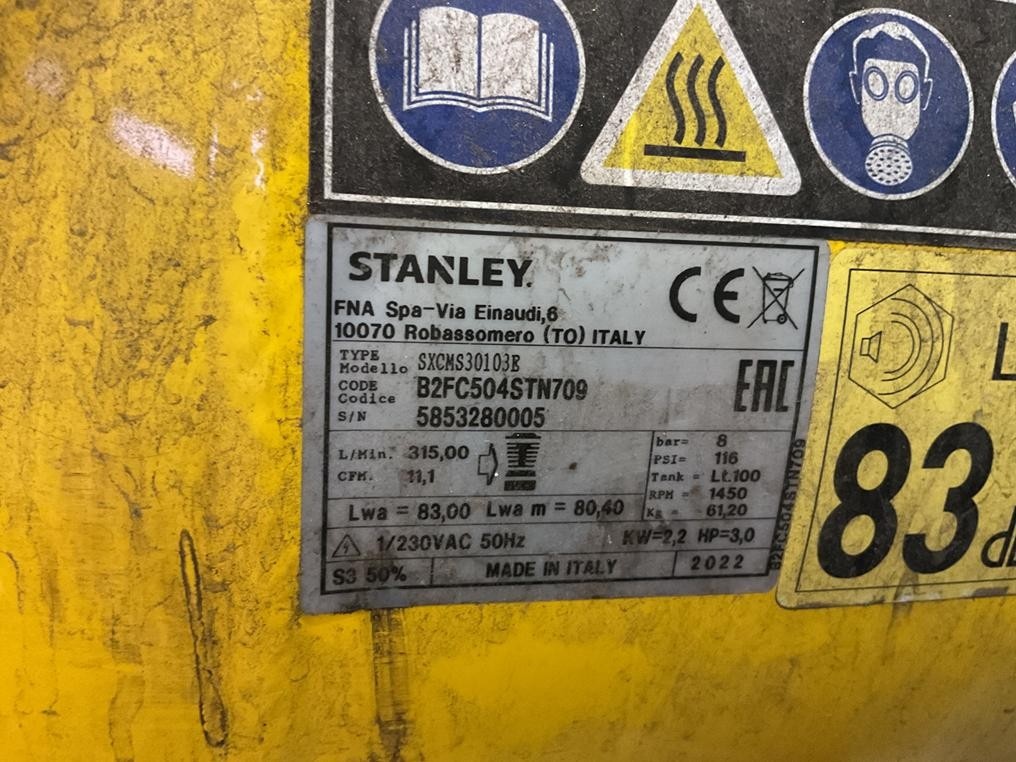 STANLEY.
FNA Spa-Via Einaudi,6
10070 Robassomero (TO) ITALY
CE
TYPE
Modello SXCMS30103E
CODE
Codice B2FC504STN709
S/N 5853280005
EAC
L/Min. 315,00
CFM. 11,1
bar= 8
PSI= 116
Tank = Lt.100
RPM = 1450
Kg = 61,20
Lwa = 83,00 Lwa m = 80,40
1/230VAC 50Hz KW=2,2 HP=3,0
S3 50% MADE IN ITALY 2022
B2FC504STN709
L
83